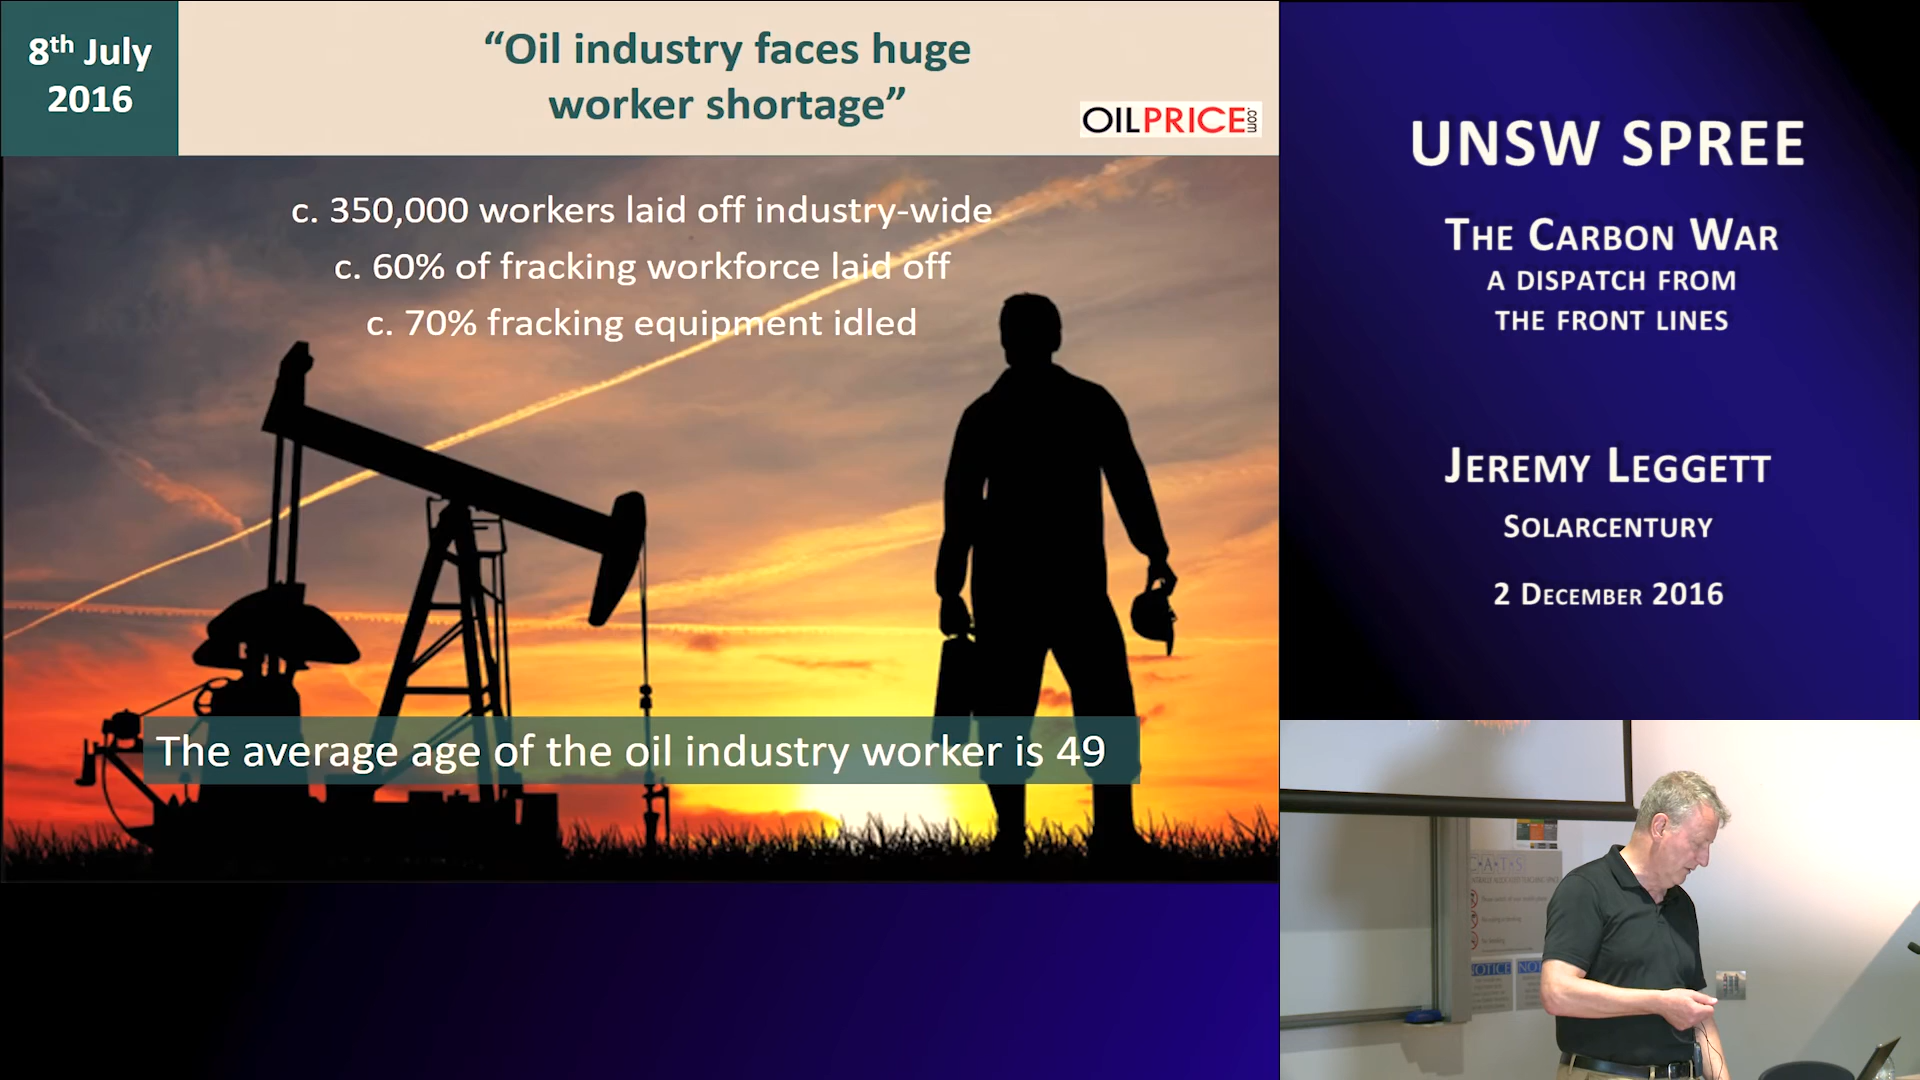 8th July
2016
“Oil industry faces huge
worker shortage”
OILPRICE.com
c. 350,000 workers laid off industry-wide
c. 60% of fracking workforce laid off
c. 70% fracking equipment idled
The average age of the oil industry worker is 49
UNSW SPREE
THE CARBON WAR
A DISPATCH FROM
THE FRONT LINES
JEREMY LEGGETT
SOLARCENTURY
2 DECEMBER 2016
C•A•T•S
NOTICE